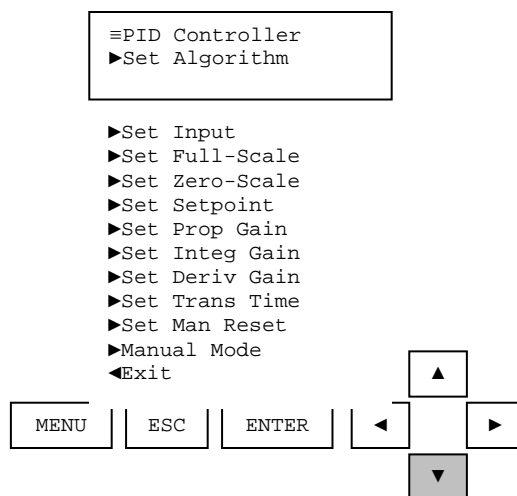 ≡PID Controller
►Set Algorithm
►Set Input
►Set Full-Scale
►Set Zero-Scale
►Set Setpoint
►Set Prop Gain
►Set Integ Gain
►Set Deriv Gain
►Set Trans Time
►Set Man Reset
►Manual Mode
◄Exit
▲
MENU ESC ENTER ◄ ►
▼